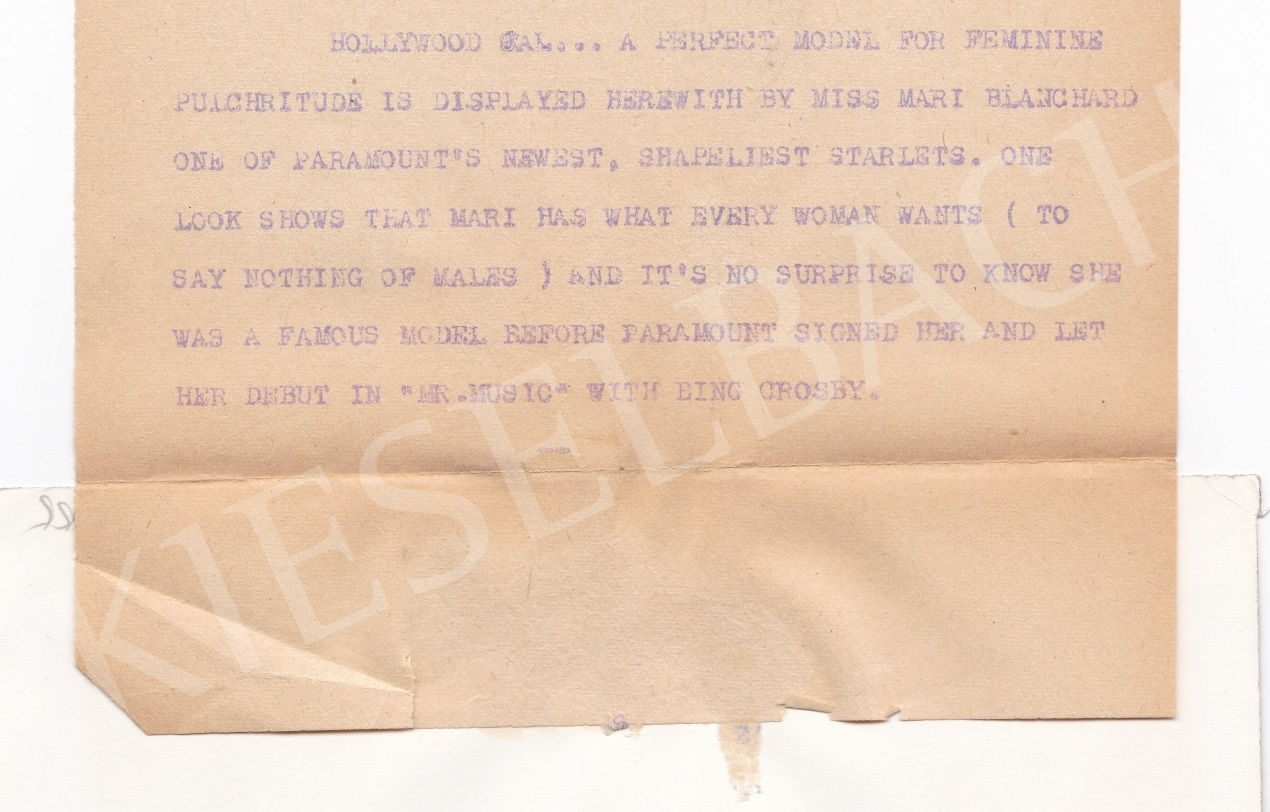 HOLLYWOOD GAL... A PERFECT MODEL FOR FEMININE
PULCHRITUDE IS DISPLAYED HEREWITH BY MISS MARI BLANCHARD
ONE OF PARAMOUNT'S NEWEST, SHAPELIEST STARLETS. ONE
LOOK SHOWS THAT MARI HAS WHAT EVERY WOMAN WANTS ( TO
SAY NOTHING OF MALES ) AND IT'S NO SURPRISE TO KNOW SHE
WAS A FAMOUS MODEL BEFORE PARAMOUNT SIGNED HER AND LET
HER DEBUT IN "MR.MUSIC" WITH BING CROSBY.
KIESELBACH